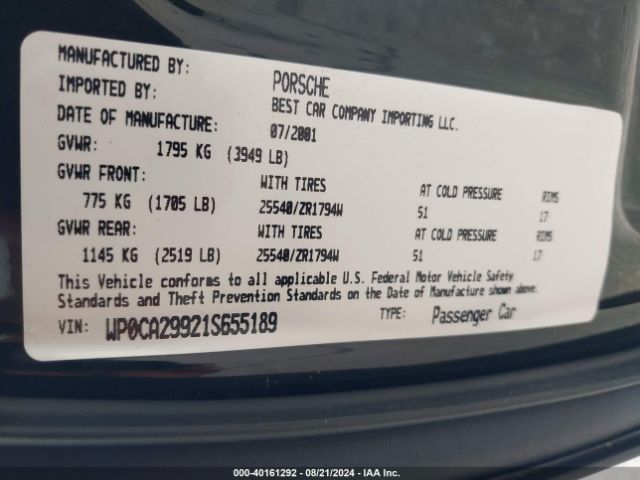 MANUFACTURED BY: PORSCHE
IMPORTED BY: BEST CAR COMPANY IMPORTING LLC.
DATE OF MANUFACTURE: 07/2001
GVWR: 1795 KG (3949 LB)
GVWR FRONT: WITH TIRES AT COLD PRESSURE RIMS
775 KG (1705 LB) 25540/ZR1794W 51 17
GVWR REAR: WITH TIRES AT COLD PRESSURE RIMS
1145 KG (2519 LB) 25540/ZR1794W 51 17
This Vehicle conforms to all applicable U.S. Federal Motor Vehicle Safety
Standards and Theft Prevention Standards on the Date of Manufacture shown above.
VIN: WP0CA29921S655189 TYPE: Passenger Car
000-40161292 - 08/21/2024 - IAA Inc.